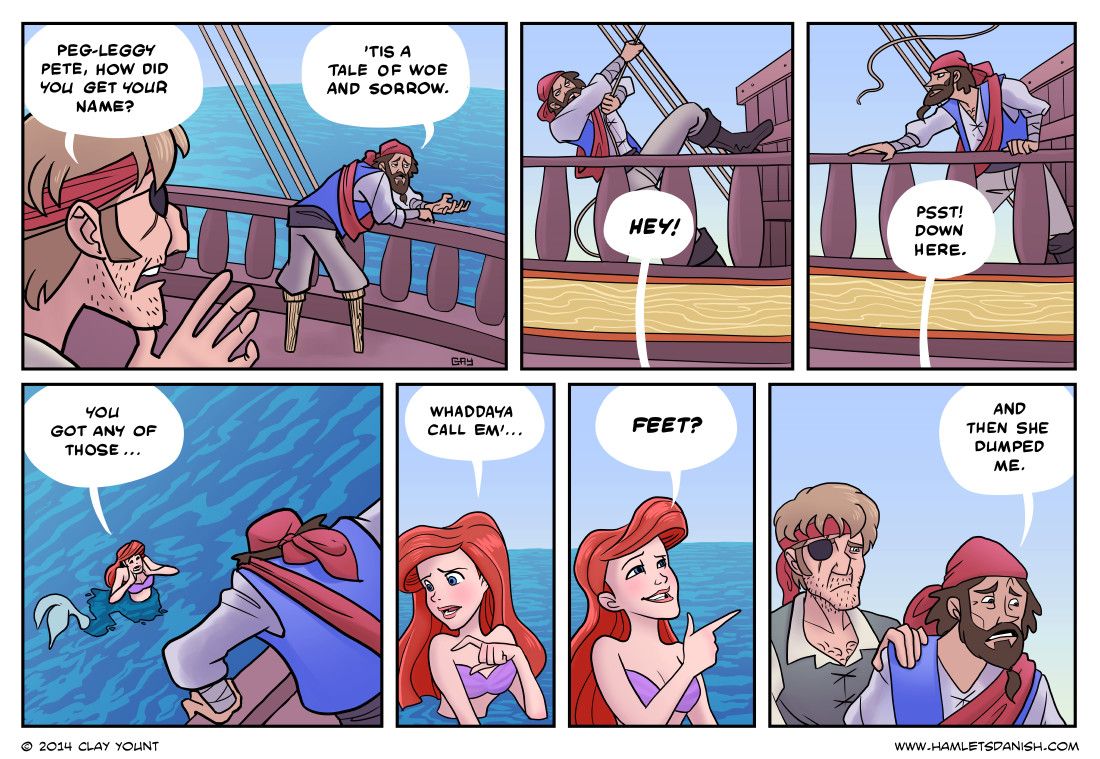 PEG-LEGGY
PETE, HOW DID
YOU GET YOUR
NAME?
'TIS A
TALE OF WOE
AND SORROW.
GAY
HEY!
PSST!
DOWN
HERE.
YOU
GOT ANY OF
THOSE...
WHADDAYA
CALL EM'...
FEET?
AND
THEN SHE
DUMPED
ME.
© 2014 CLAY YOUNT
WWW.HAMLETSDANISH.COM